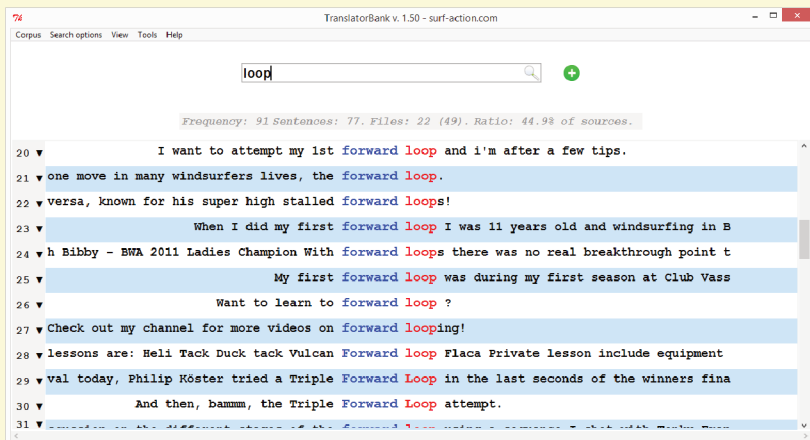 TranslatorBank v. 1.50 - surf-action.com
Corpus Search options View Tools Help
loop
Frequency: 91 Sentences: 77. Files: 22 (49). Ratio: 44.9% of sources.
20 ▼ I want to attempt my 1st forward loop and i'm after a few tips.
21 ▼ one move in many windsurfers lives, the forward loop.
22 ▼ versa, known for his super high stalled forward loops!
23 ▼ When I did my first forward loop I was 11 years old and windsurfing in B
24 ▼ h Bibby - BWA 2011 Ladies Champion With forward loops there was no real breakthrough point t
25 ▼ My first forward loop was during my first season at Club Vass
26 ▼ Want to learn to forward loop ?
27 ▼ Check out my channel for more videos on forward looping!
28 ▼ lessons are: Heli Tack Duck tack Vulcan Forward loop Flaca Private lesson include equipment
29 ▼ val today, Philip Köster tried a Triple Forward Loop in the last seconds of the winners fina
30 ▼ And then, bammm, the Triple Forward Loop attempt.
31 ▼